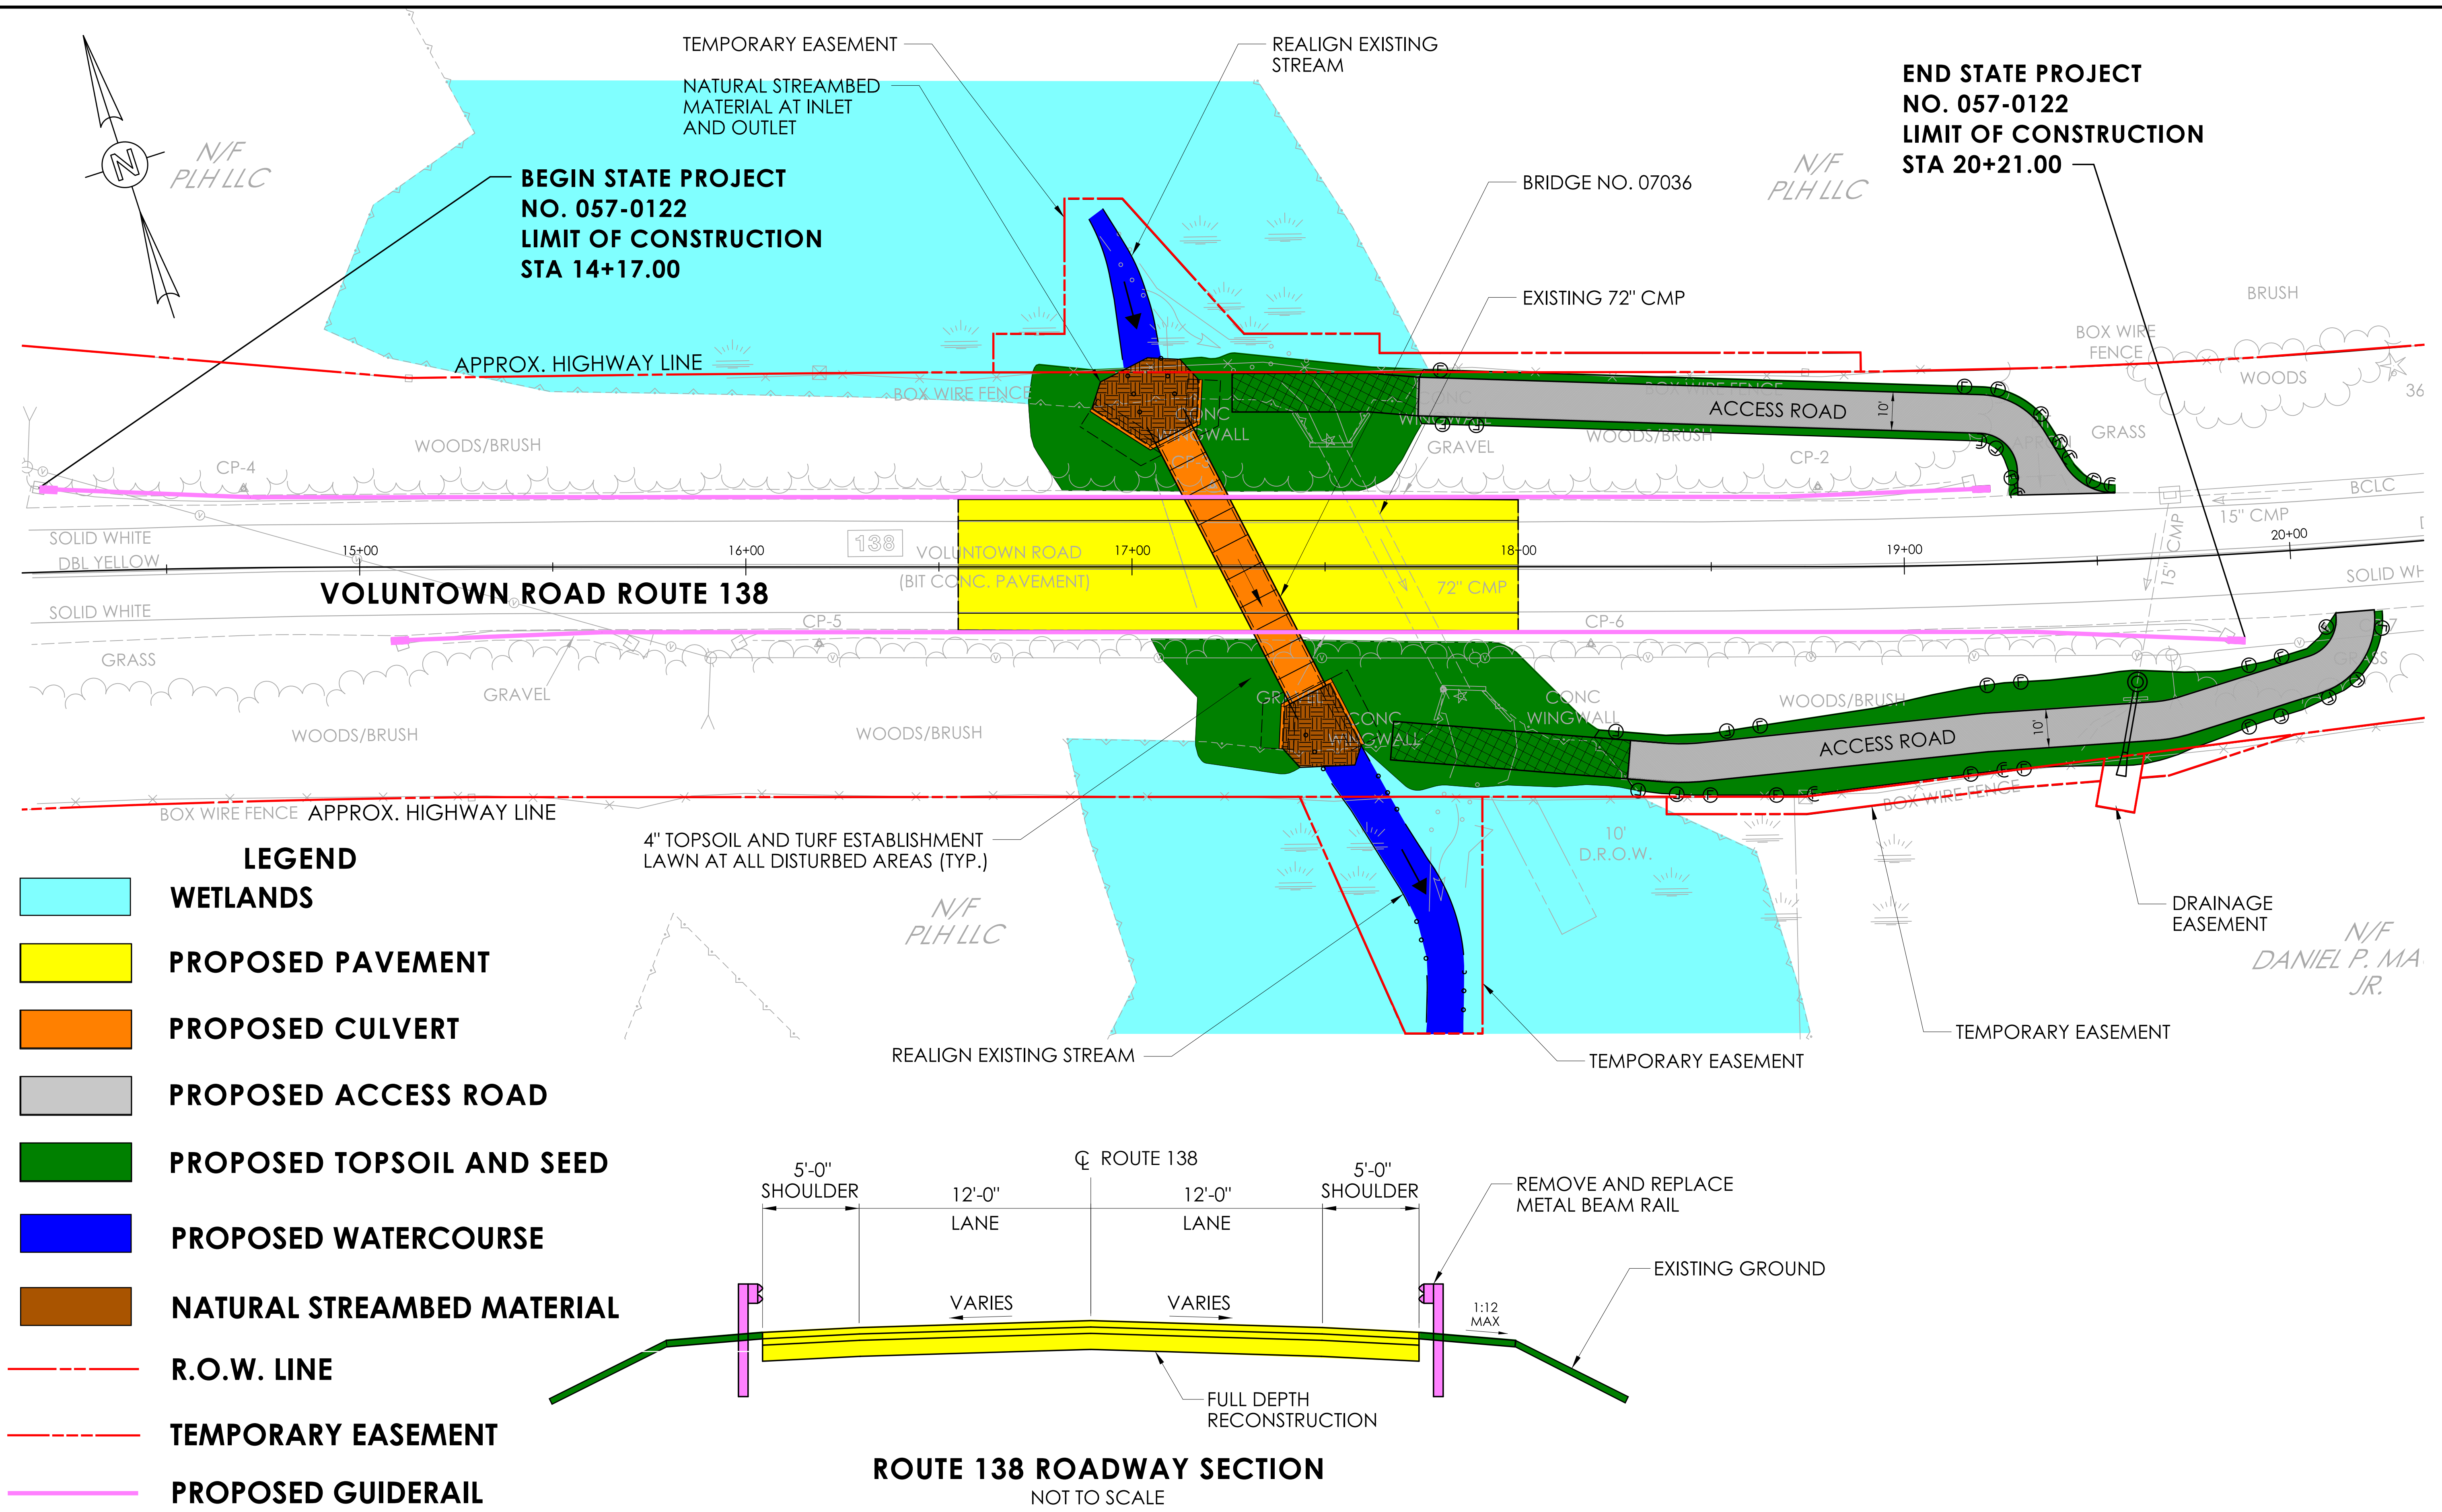 TEMPORARY EASEMENT
REALIGN EXISTING
STREAM
NATURAL STREAMBED
MATERIAL AT INLET
AND OUTLET
END STATE PROJECT
NO. 057-0122
LIMIT OF CONSTRUCTION
STA 20+21.00
N
N/F
PLH LLC
BEGIN STATE PROJECT
NO. 057-0122
LIMIT OF CONSTRUCTION
STA 14+17.00
BRIDGE NO. 07036
N/F
PLH LLC
EXISTING 72" CMP
BRUSH
BOX WIRE
FENCE
WOODS
36
APPROX. HIGHWAY LINE
BOX WIRE FENCE
BOX WIRE FENCE
CONC
WINGWALL
CONC
WINGWALL
ACCESS ROAD
10'
GRASS
WOODS/BRUSH
GRAVEL
WOODS/BRUSH
CP-4
CP-2
BCLC
15" CMP
15" CMP
SOLID WHITE
DBL YELLOW
15+00
16+00
138
VOLUNTOWN ROAD
(BIT CONC. PAVEMENT)
17+00
18+00
19+00
20+00
VOLUNTOWN ROAD ROUTE 138
72" CMP
SOLID WH
SOLID WHITE
CP-5
CP-6
GRASS
GRAVEL
WOODS/BRUSH
WOODS/BRUSH
CONC
WINGWALL
CONC
WINGWALL
WOODS/BRUSH
GRASS
ACCESS ROAD
10'
BOX WIRE FENCE
APPROX. HIGHWAY LINE
BOX WIRE FENCE
4" TOPSOIL AND TURF ESTABLISHMENT
LAWN AT ALL DISTURBED AREAS (TYP.)
10'
D.R.O.W.
N/F
PLH LLC
DRAINAGE
EASEMENT
N/F
DANIEL P. MA
JR.
REALIGN EXISTING STREAM
TEMPORARY EASEMENT
TEMPORARY EASEMENT
LEGEND
WETLANDS
PROPOSED PAVEMENT
PROPOSED CULVERT
PROPOSED ACCESS ROAD
PROPOSED TOPSOIL AND SEED
PROPOSED WATERCOURSE
NATURAL STREAMBED MATERIAL
R.O.W. LINE
TEMPORARY EASEMENT
PROPOSED GUIDERAIL
℄ ROUTE 138
5'-0"
SHOULDER
12'-0"
LANE
12'-0"
LANE
5'-0"
SHOULDER
REMOVE AND REPLACE
METAL BEAM RAIL
EXISTING GROUND
VARIES
VARIES
1:12
MAX
FULL DEPTH
RECONSTRUCTION
ROUTE 138 ROADWAY SECTION
NOT TO SCALE